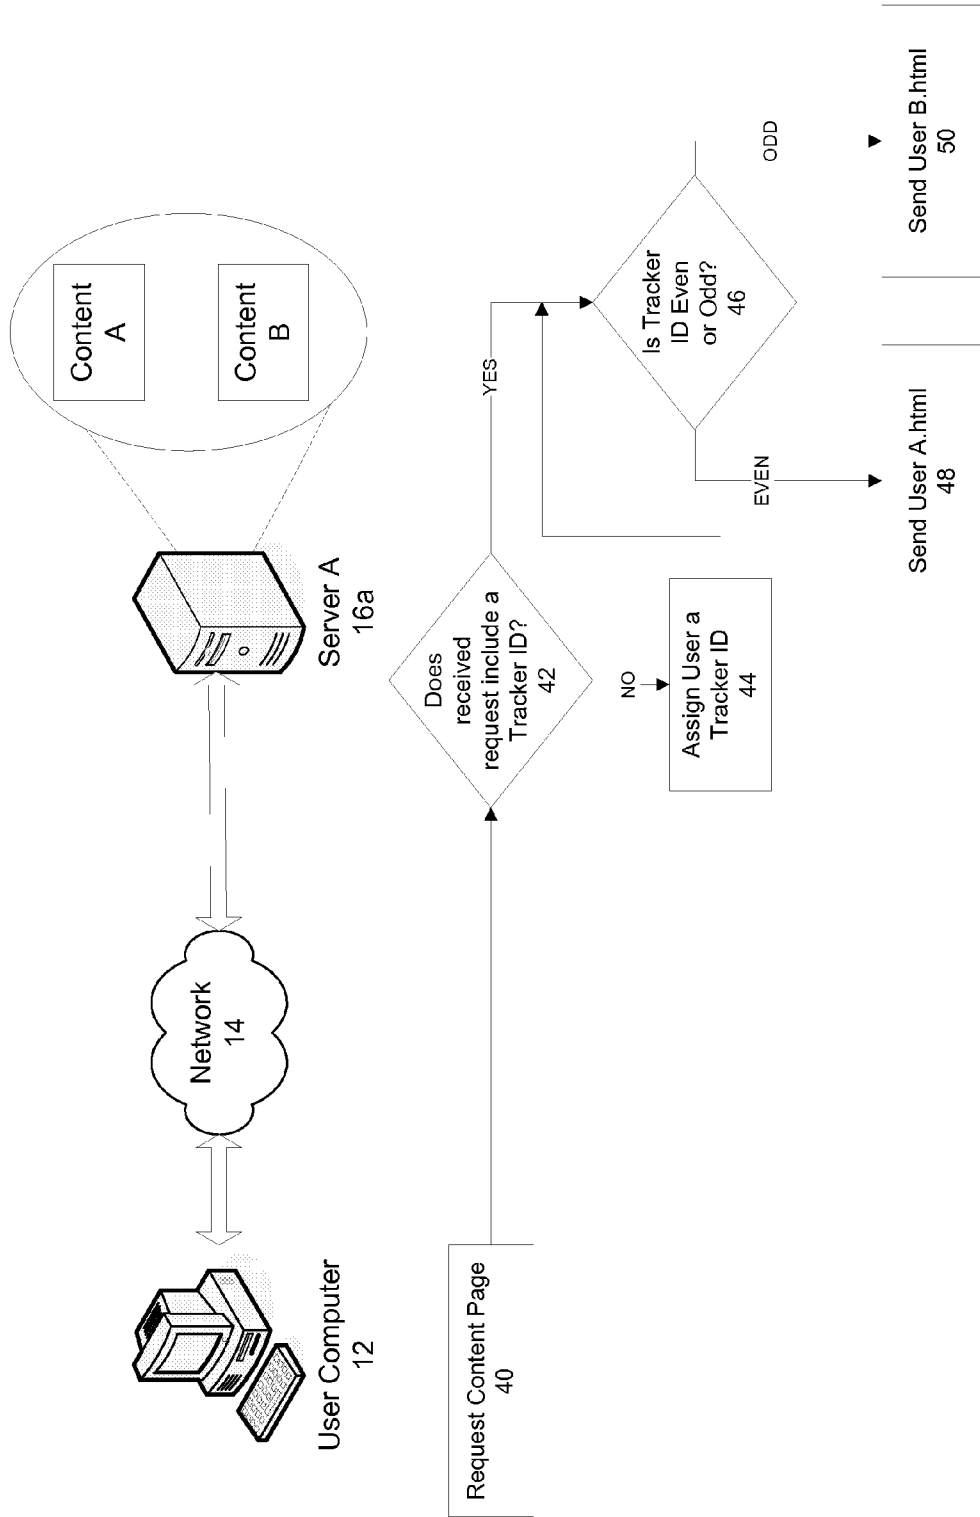 Content
A
Content
B
Server A
16a
Network
14
User Computer
12
Request Content Page
40
Does
received
request include a
Tracker ID?
42
YES
NO
Assign User a
Tracker ID
44
Is Tracker
ID Even
or Odd?
46
EVEN
ODD
Send User A.html
48
Send User B.html
50